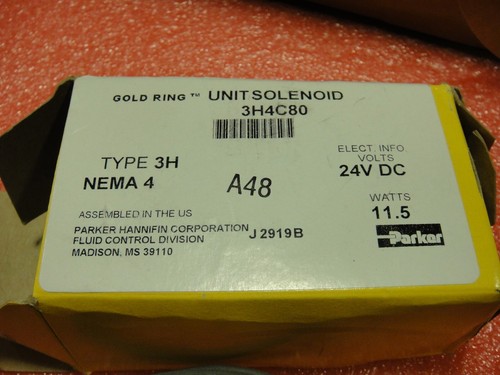 GOLD RING™ UNIT SOLENOID
3H4C80
TYPE 3H
NEMA 4
A48
ELECT. INFO.
VOLTS
24V DC
WATTS
11.5
ASSEMBLED IN THE US
PARKER HANNIFIN CORPORATION
FLUID CONTROL DIVISION
MADISON, MS 39110
J2919B
Parker